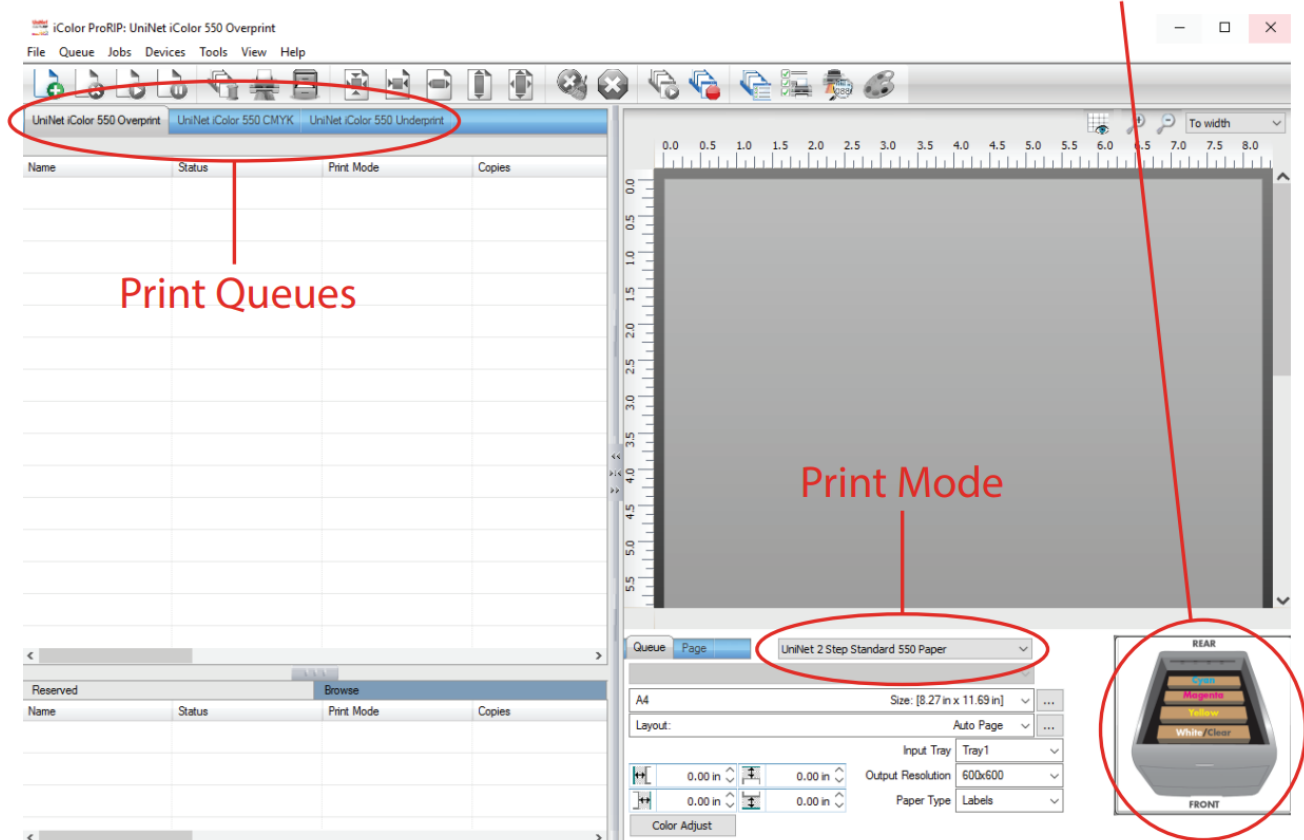 iColor ProRIP: UniNet iColor 550 Overprint
File Queue Jobs Devices Tools View Help
UniNet iColor 550 Overprint UniNet iColor 550 CMYK UniNet iColor 550 Underprint
To width
Name Status Print Mode Copies
0.0 0.5 1.0 1.5 2.0 2.5 3.0 3.5 4.0 4.5 5.0 5.5 6.0 6.5 7.0 7.5 8.0
0.0
0.5
1.0
1.5
2.0
2.5
3.0
3.5
4.0
4.5
5.0
5.5
Print Queues
Print Mode
Queue Page UniNet 2 Step Standard 550 Paper
A4 Size: [8.27 in x 11.69 in] ...
Layout: Auto Page ...
Input Tray Tray1
0.00 in 0.00 in Output Resolution 600x600
0.00 in 0.00 in Paper Type Labels
Color Adjust
REAR
Cyan
Magenta
Yellow
White/Clear
FRONT
Reserved Browse
Name Status Print Mode Copies